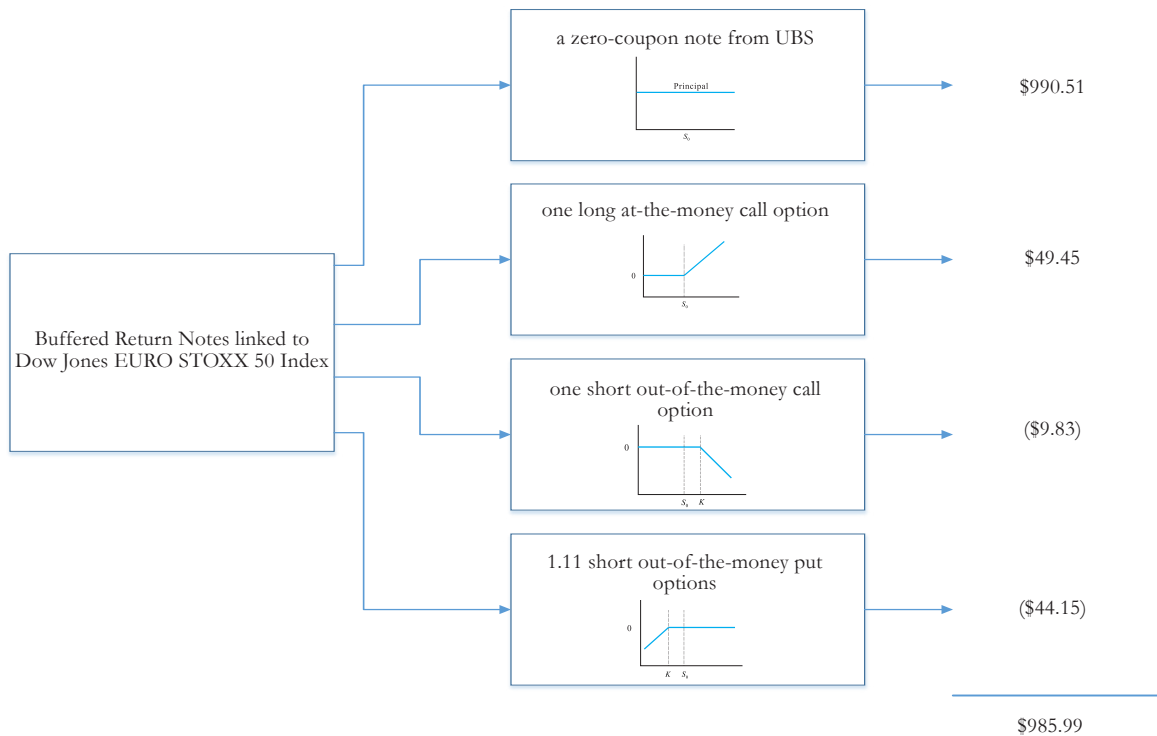 a zero-coupon note from UBS
Principal
S₀
$990.51
one long at-the-money call option
0
S₀
$49.45
Buffered Return Notes linked to
Dow Jones EURO STOXX 50 Index
one short out-of-the-money call
option
0
S₀ K
($9.83)
1.11 short out-of-the-money put
options
0
K S₀
($44.15)
$985.99